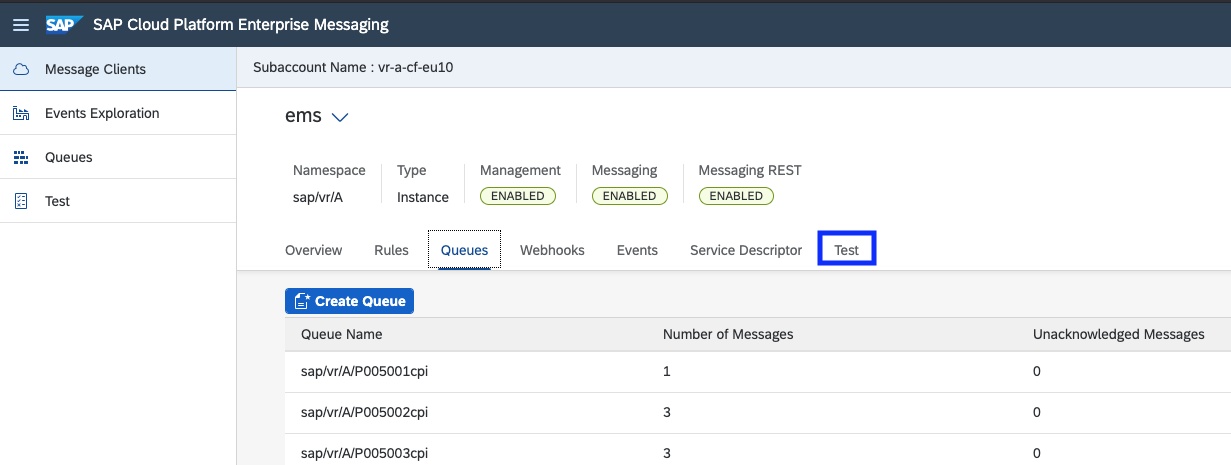 SAP SAP Cloud Platform Enterprise Messaging
Message Clients
Events Exploration
Queues
Test
Subaccount Name : vr-a-cf-eu10
ems
Namespace Type Management Messaging Messaging REST
sap/vr/A Instance ENABLED ENABLED ENABLED
Overview Rules Queues Webhooks Events Service Descriptor Test
Create Queue
Queue Name Number of Messages Unacknowledged Messages
sap/vr/A/P005001cpi 1 0
sap/vr/A/P005002cpi 3 0
sap/vr/A/P005003cpi 3 0